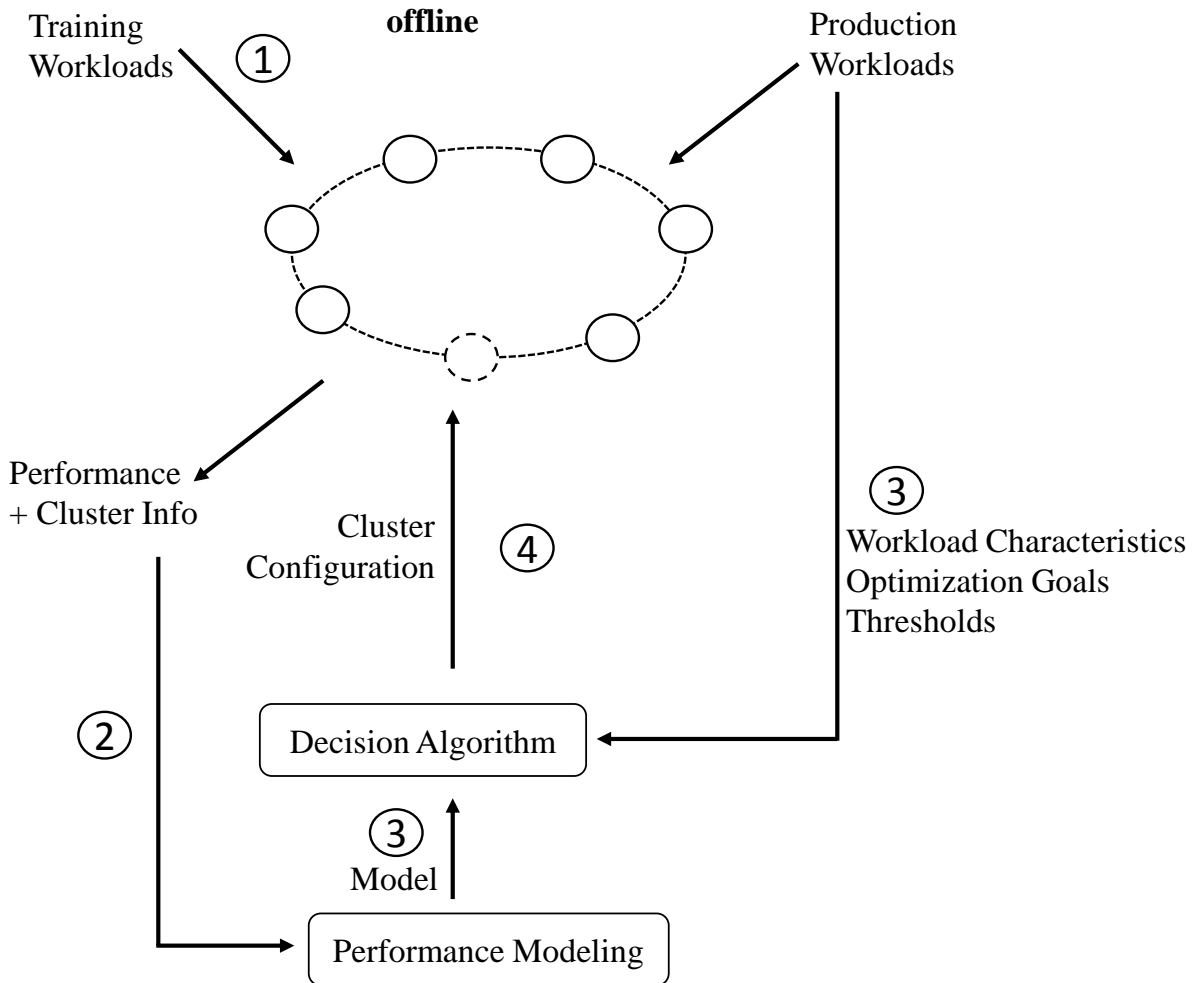 offline
Training
Workloads
1
Production
Workloads
Performance
+ Cluster Info
Cluster
Configuration
4
3
Workload Characteristics
Optimization Goals
Thresholds
2
Decision Algorithm
3
Model
Performance Modeling